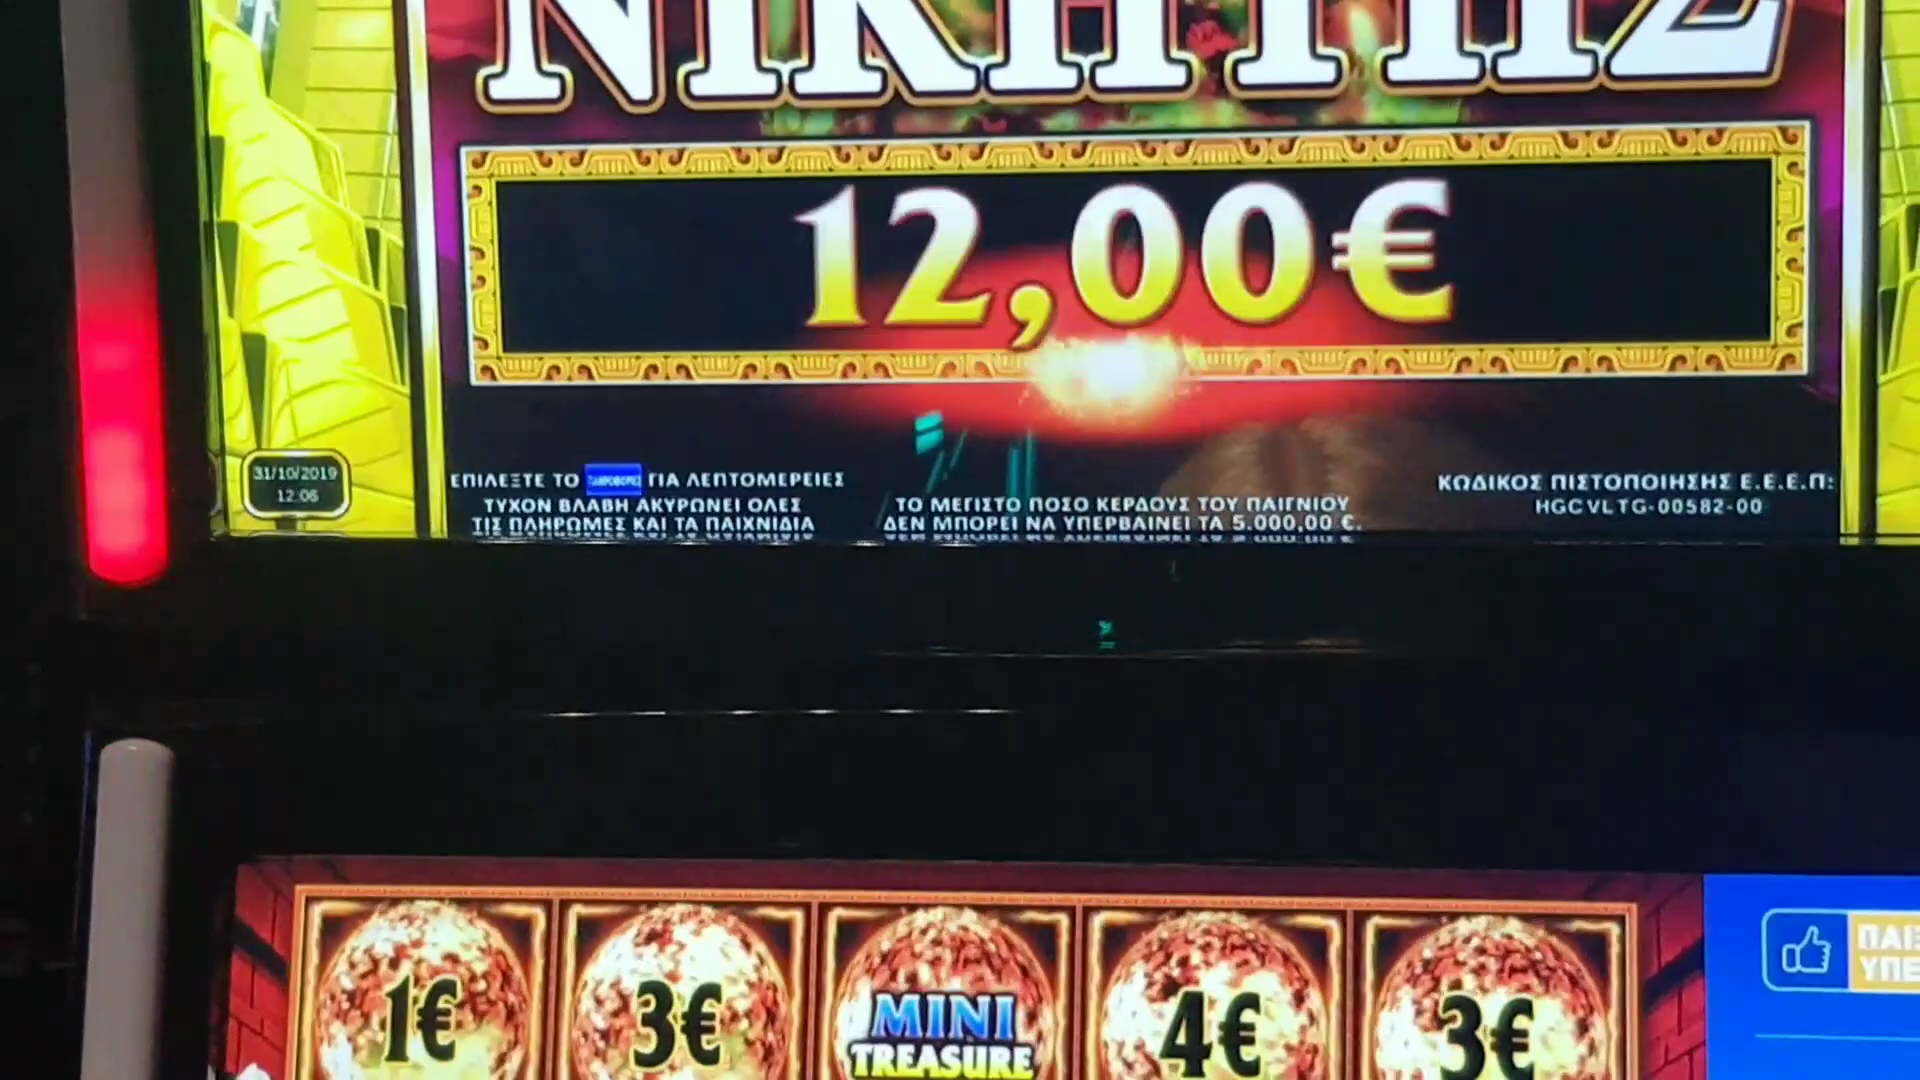 ΝΙΚΗΤΗΣ
12,00€
31/10/2019
12:06
ΕΠΙΛΕΞΤΕ ΤΟ ΠΛΗΡΟΦΟΡΙΕΣ ΓΙΑ ΛΕΠΤΟΜΕΡΕΙΕΣ
ΤΥΧΟΝ ΒΛΑΒΗ ΑΚΥΡΩΝΕΙ ΟΛΕΣ
ΤΙΣ ΠΛΗΡΩΜΕΣ ΚΑΙ ΤΑ ΠΑΙΧΝΙΔΙΑ
ΤΟ ΜΕΓΙΣΤΟ ΠΟΣΟ ΚΕΡΔΟΥΣ ΤΟΥ ΠΑΙΓΝΙΟΥ
ΔΕΝ ΜΠΟΡΕΙ ΝΑ ΥΠΕΡΒΑΙΝΕΙ ΤΑ 5.000,00 €.
ΚΩΔΙΚΟΣ ΠΙΣΤΟΠΟΙΗΣΗΣ Ε.Ε.Ε.Π:
HGCVLTG-00582-00
1€
3€
MINI
TREASURE
4€
3€